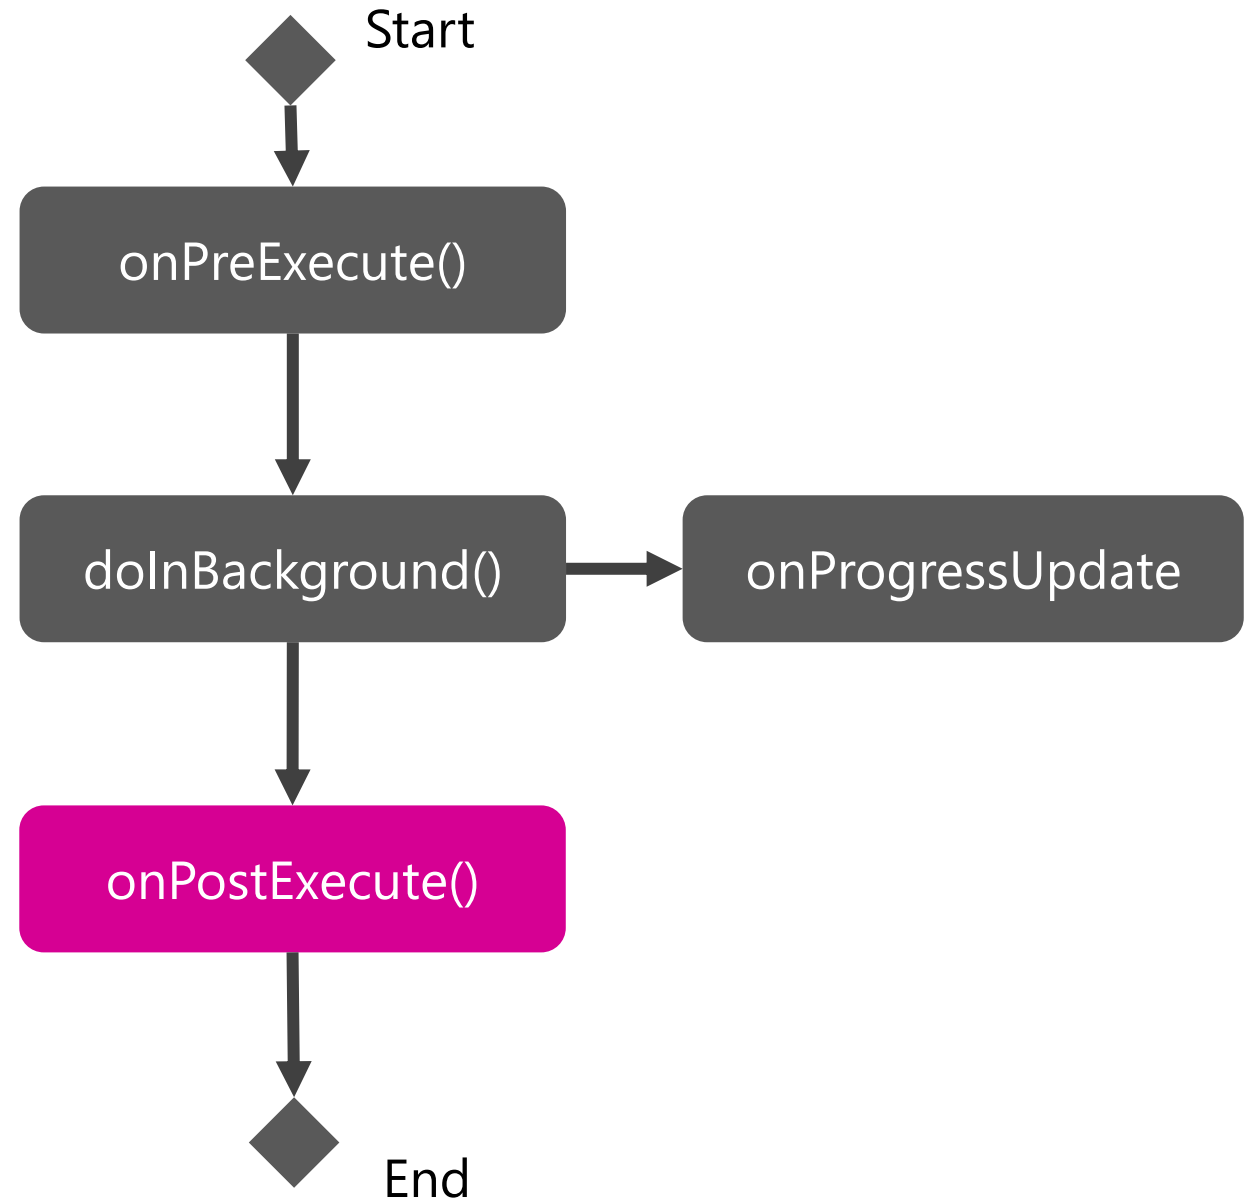 Start
onPreExecute()
doInBackground()
onProgressUpdate
onPostExecute()
End